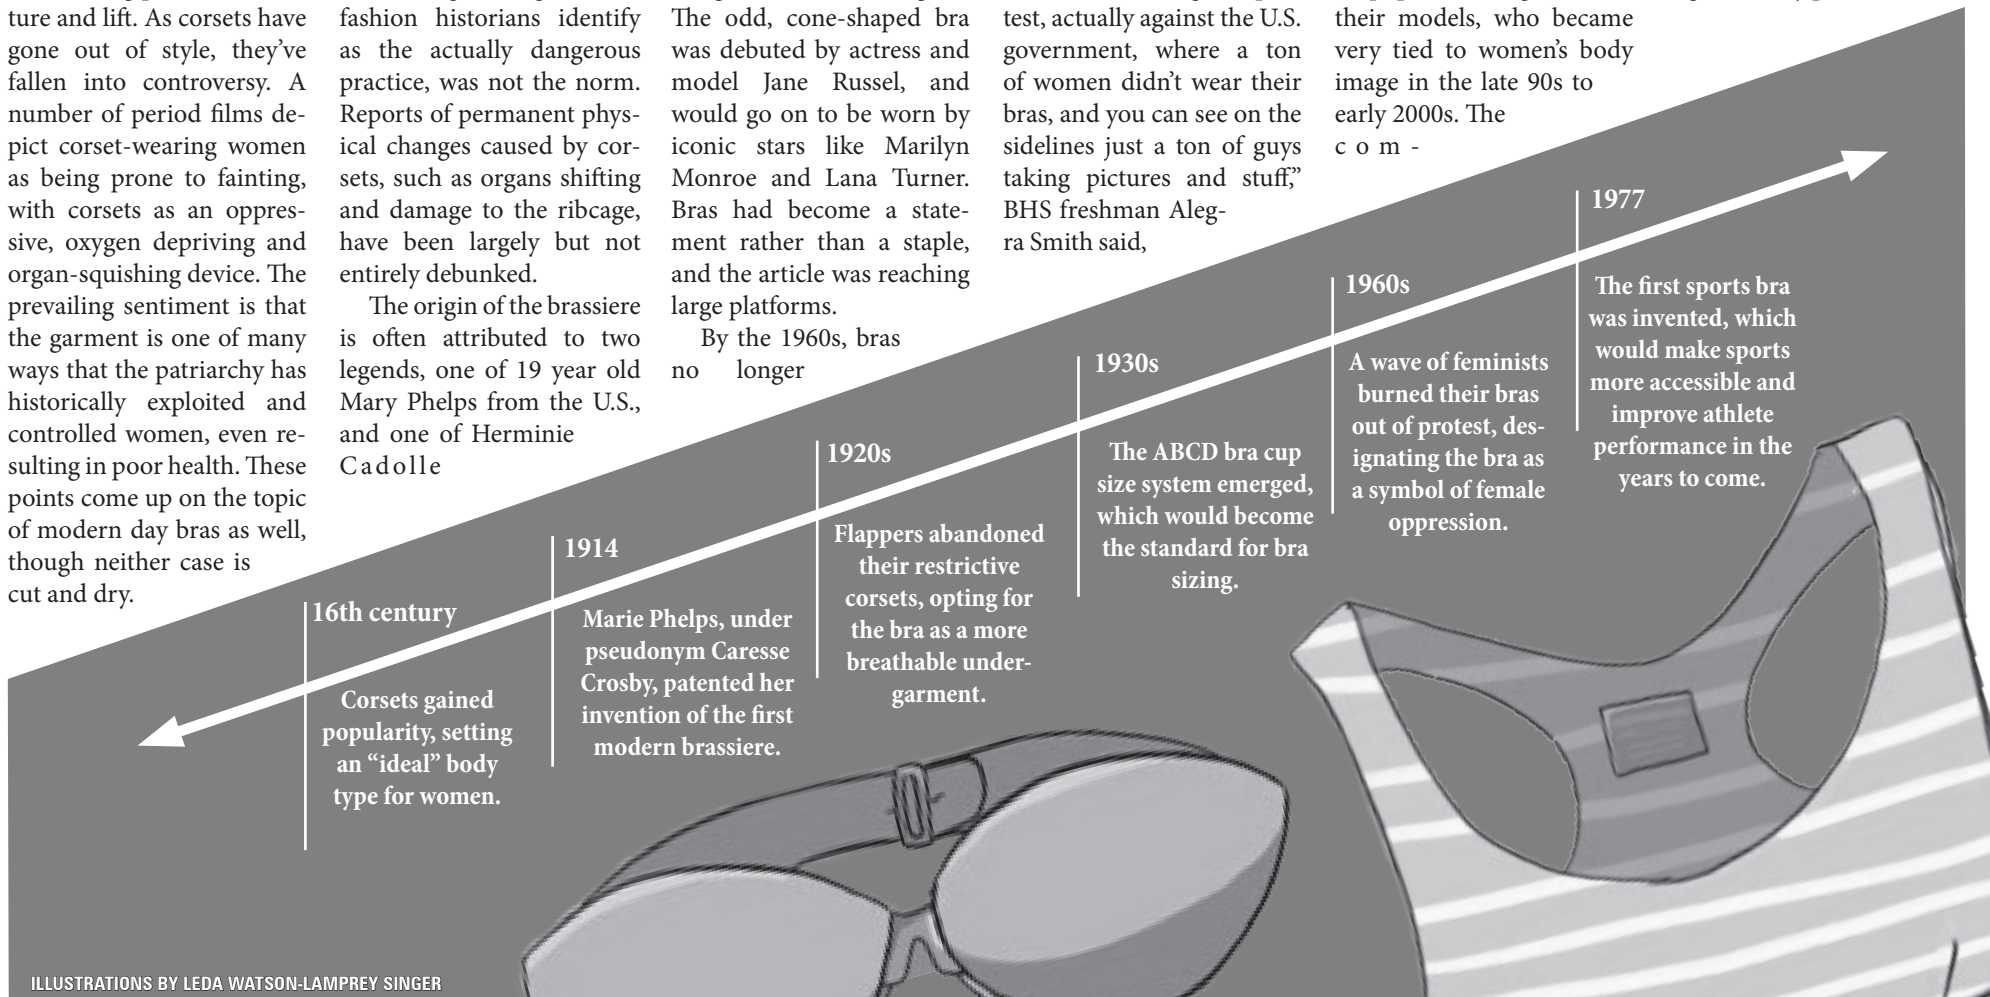 ture and lift. As corsets have
gone out of style, they’ve
fallen into controversy. A
number of period films de-
pict corset-wearing women
as being prone to fainting,
with corsets as an oppres-
sive, oxygen depriving and
organ-squishing device. The
prevailing sentiment is that
the garment is one of many
ways that the patriarchy has
historically exploited and
controlled women, even re-
sulting in poor health. These
points come up on the topic
of modern day bras as well,
though neither case is
cut and dry.
fashion historians identify
as the actually dangerous
practice, was not the norm.
Reports of permanent phys-
ical changes caused by cor-
sets, such as organs shifting
and damage to the ribcage,
have been largely but not
entirely debunked.
The origin of the brassiere
is often attributed to two
legends, one of 19 year old
Mary Phelps from the U.S.,
and one of Herminie
Cadolle
The odd, cone-shaped bra
was debuted by actress and
model Jane Russel, and
would go on to be worn by
iconic stars like Marilyn
Monroe and Lana Turner.
Bras had become a state-
ment rather than a staple,
and the article was reaching
large platforms.
By the 1960s, bras
no longer
test, actually against the U.S.
government, where a ton
of women didn’t wear their
bras, and you can see on the
sidelines just a ton of guys
taking pictures and stuff,”
BHS freshman Aleg-
ra Smith said,
their models, who became
very tied to women’s body
image in the late 90s to
early 2000s. The
com-
16th century
Corsets gained
popularity, setting
an “ideal” body
type for women.
1914
Marie Phelps, under
pseudonym Caresse
Crosby, patented her
invention of the first
modern brassiere.
1920s
Flappers abandoned
their restrictive
corsets, opting for
the bra as a more
breathable under-
garment.
1930s
The ABCD bra cup
size system emerged,
which would become
the standard for bra
sizing.
1960s
A wave of feminists
burned their bras
out of protest, des-
ignating the bra as
a symbol of female
oppression.
1977
The first sports bra
was invented, which
would make sports
more accessible and
improve athlete
performance in the
years to come.
ILLUSTRATIONS BY LEDA WATSON-LAMPREY SINGER